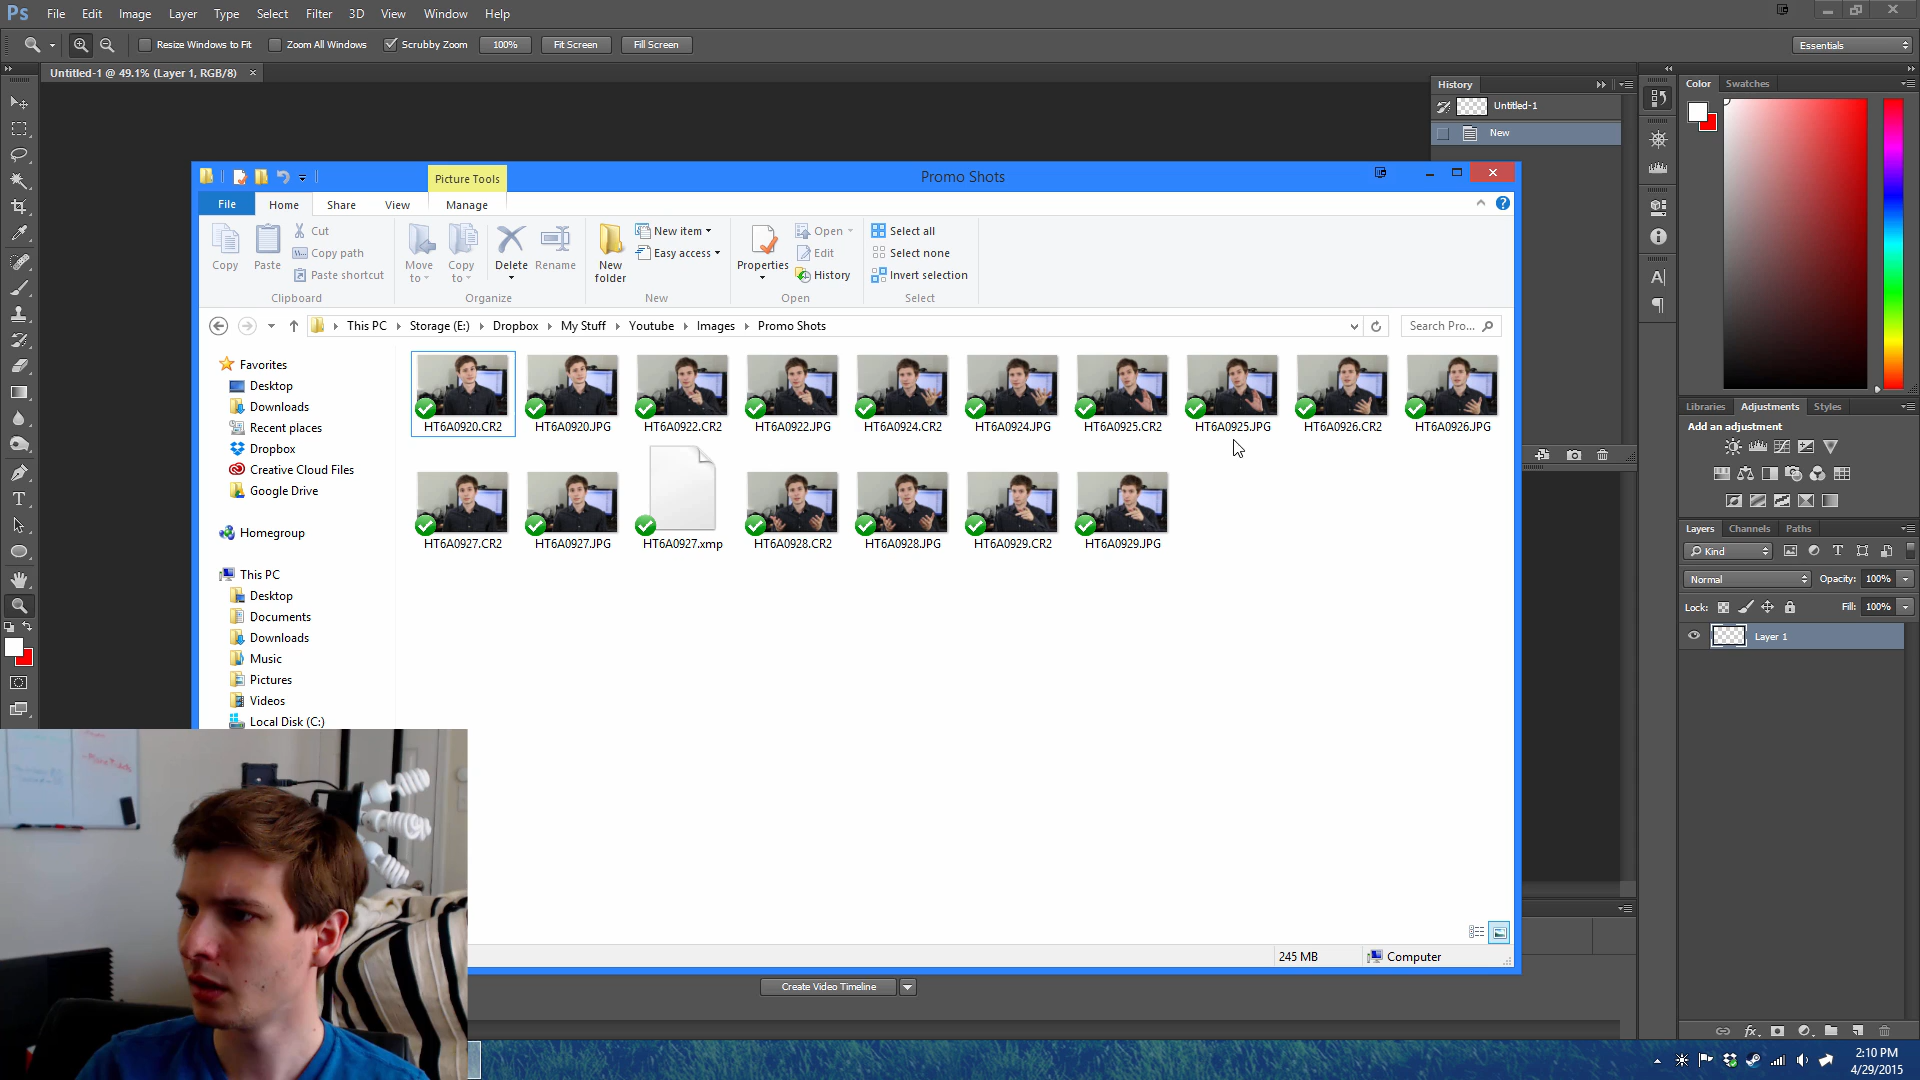 Ps File Edit Image Layer Type Select Filter 3D View Window Help
Resize Windows to Fit Zoom All Windows Scrubby Zoom 100% Fit Screen Fill Screen Essentials
Untitled-1 @ 49.1% (Layer 1, RGB/8) ×
History
Untitled-1
New
Color Swatches
Picture Tools Promo Shots
File Home Share View Manage
Copy Paste Cut Copy path Paste shortcut
Clipboard
Move to Copy to Delete Rename
Organize
New folder New item Easy access
New
Properties Open Edit History
Open
Select all Select none Invert selection
Select
This PC Storage (E:) Dropbox My Stuff Youtube Images Promo Shots Search Pro...
Favorites
Desktop
Downloads
Recent places
Dropbox
Creative Cloud Files
Google Drive
Homegroup
This PC
Desktop
Documents
Downloads
Music
Pictures
Videos
Local Disk (C:)
HT6A0920.CR2 HT6A0920.JPG HT6A0922.CR2 HT6A0922.JPG HT6A0924.CR2 HT6A0924.JPG HT6A0925.CR2 HT6A0925.JPG HT6A0926.CR2 HT6A0926.JPG
HT6A0927.CR2 HT6A0927.JPG HT6A0927.xmp HT6A0928.CR2 HT6A0928.JPG HT6A0929.CR2 HT6A0929.JPG
245 MB Computer
Create Video Timeline
Libraries Adjustments Styles
Add an adjustment
Layers Channels Paths
Kind
Normal Opacity: 100%
Lock: Fill: 100%
Layer 1
2:10 PM
4/29/2015